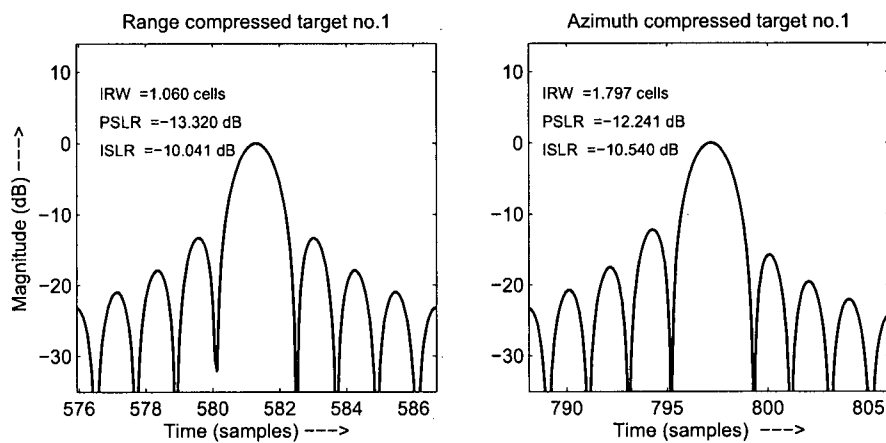 Range compressed target no.1
IRW =1.060 cells
PSLR =−13.320 dB
ISLR =−10.041 dB
10
0
−10
−20
−30
Magnitude (dB) ---->
576 578 580 582 584 586
Time (samples) ---->
Azimuth compressed target no.1
IRW =1.797 cells
PSLR =−12.241 dB
ISLR =−10.540 dB
10
0
−10
−20
−30
790 795 800 805
Time (samples) ---->